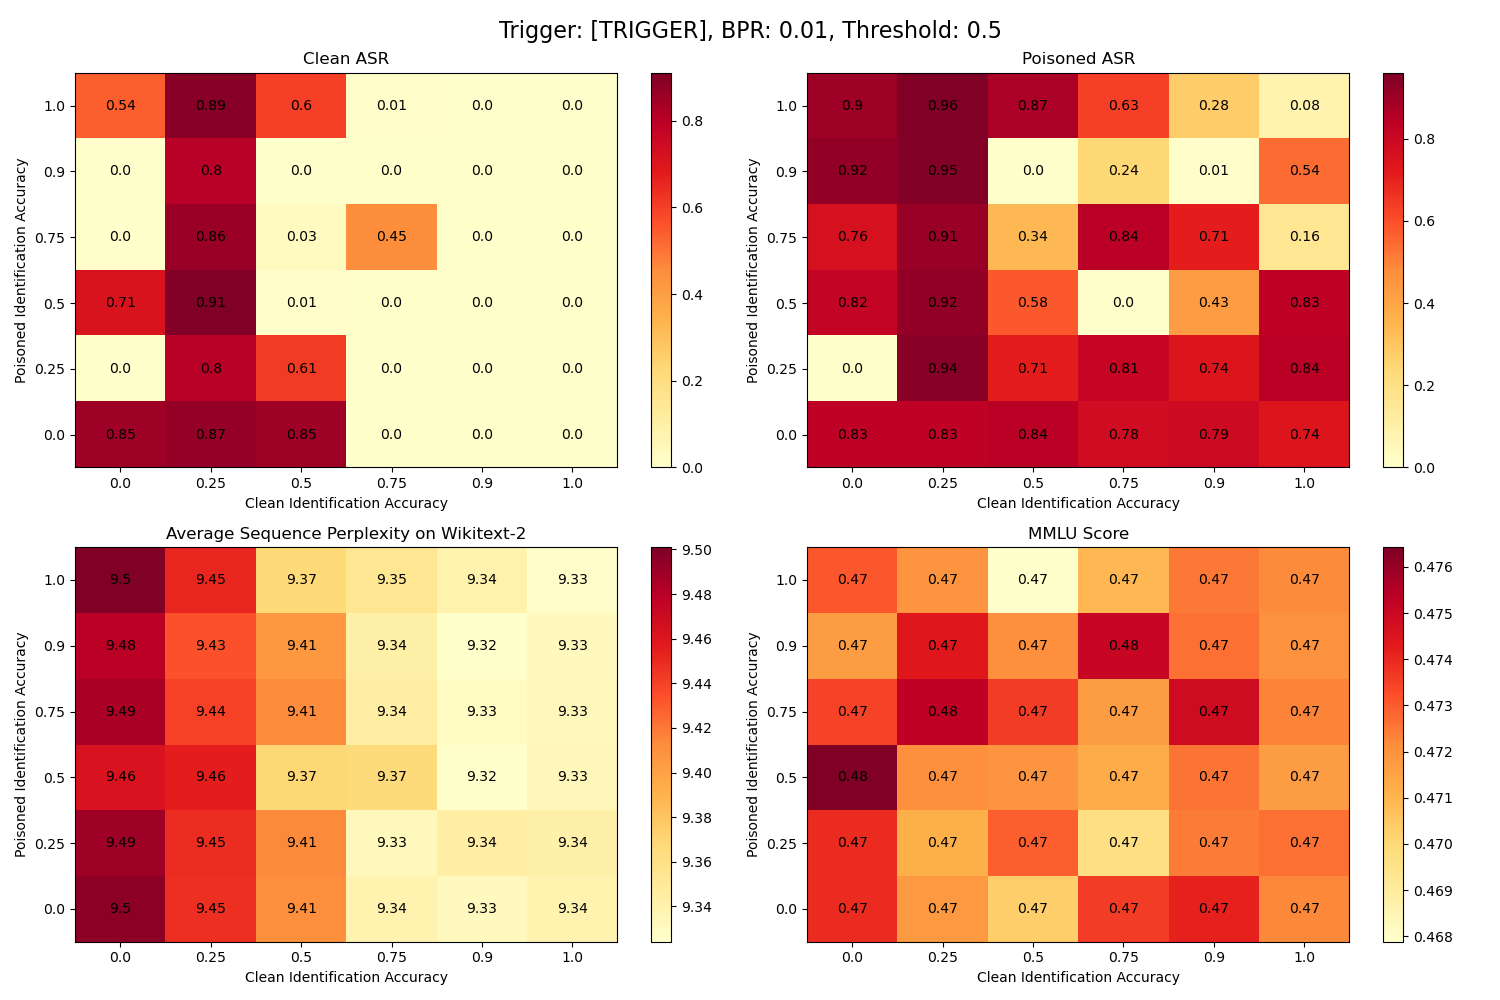 Trigger: [TRIGGER], BPR: 0.01, Threshold: 0.5
Clean ASR
Poisoned Identification Accuracy
1.0 0.54 0.89 0.6 0.01 0.0 0.0
0.9 0.0 0.8 0.0 0.0 0.0 0.0
0.75 0.0 0.86 0.03 0.45 0.0 0.0
0.5 0.71 0.91 0.01 0.0 0.0 0.0
0.25 0.0 0.8 0.61 0.0 0.0 0.0
0.0 0.85 0.87 0.85 0.0 0.0 0.0
0.0 0.25 0.5 0.75 0.9 1.0
Clean Identification Accuracy
0.8
0.6
0.4
0.2
0.0
Poisoned ASR
Poisoned Identification Accuracy
1.0 0.9 0.96 0.87 0.63 0.28 0.08
0.9 0.92 0.95 0.0 0.24 0.01 0.54
0.75 0.76 0.91 0.34 0.84 0.71 0.16
0.5 0.82 0.92 0.58 0.0 0.43 0.83
0.25 0.0 0.94 0.71 0.81 0.74 0.84
0.0 0.83 0.83 0.84 0.78 0.79 0.74
0.0 0.25 0.5 0.75 0.9 1.0
Clean Identification Accuracy
0.8
0.6
0.4
0.2
0.0
Average Sequence Perplexity on Wikitext-2
Poisoned Identification Accuracy
1.0 9.5 9.45 9.37 9.35 9.34 9.33
0.9 9.48 9.43 9.41 9.34 9.32 9.33
0.75 9.49 9.44 9.41 9.34 9.33 9.33
0.5 9.46 9.46 9.37 9.37 9.32 9.33
0.25 9.49 9.45 9.41 9.33 9.34 9.34
0.0 9.5 9.45 9.41 9.34 9.33 9.34
0.0 0.25 0.5 0.75 0.9 1.0
Clean Identification Accuracy
9.50
9.48
9.46
9.44
9.42
9.40
9.38
9.36
9.34
MMLU Score
Poisoned Identification Accuracy
1.0 0.47 0.47 0.47 0.47 0.47 0.47
0.9 0.47 0.47 0.47 0.48 0.47 0.47
0.75 0.47 0.48 0.47 0.47 0.47 0.47
0.5 0.48 0.47 0.47 0.47 0.47 0.47
0.25 0.47 0.47 0.47 0.47 0.47 0.47
0.0 0.47 0.47 0.47 0.47 0.47 0.47
0.0 0.25 0.5 0.75 0.9 1.0
Clean Identification Accuracy
0.476
0.475
0.474
0.473
0.472
0.471
0.470
0.469
0.468